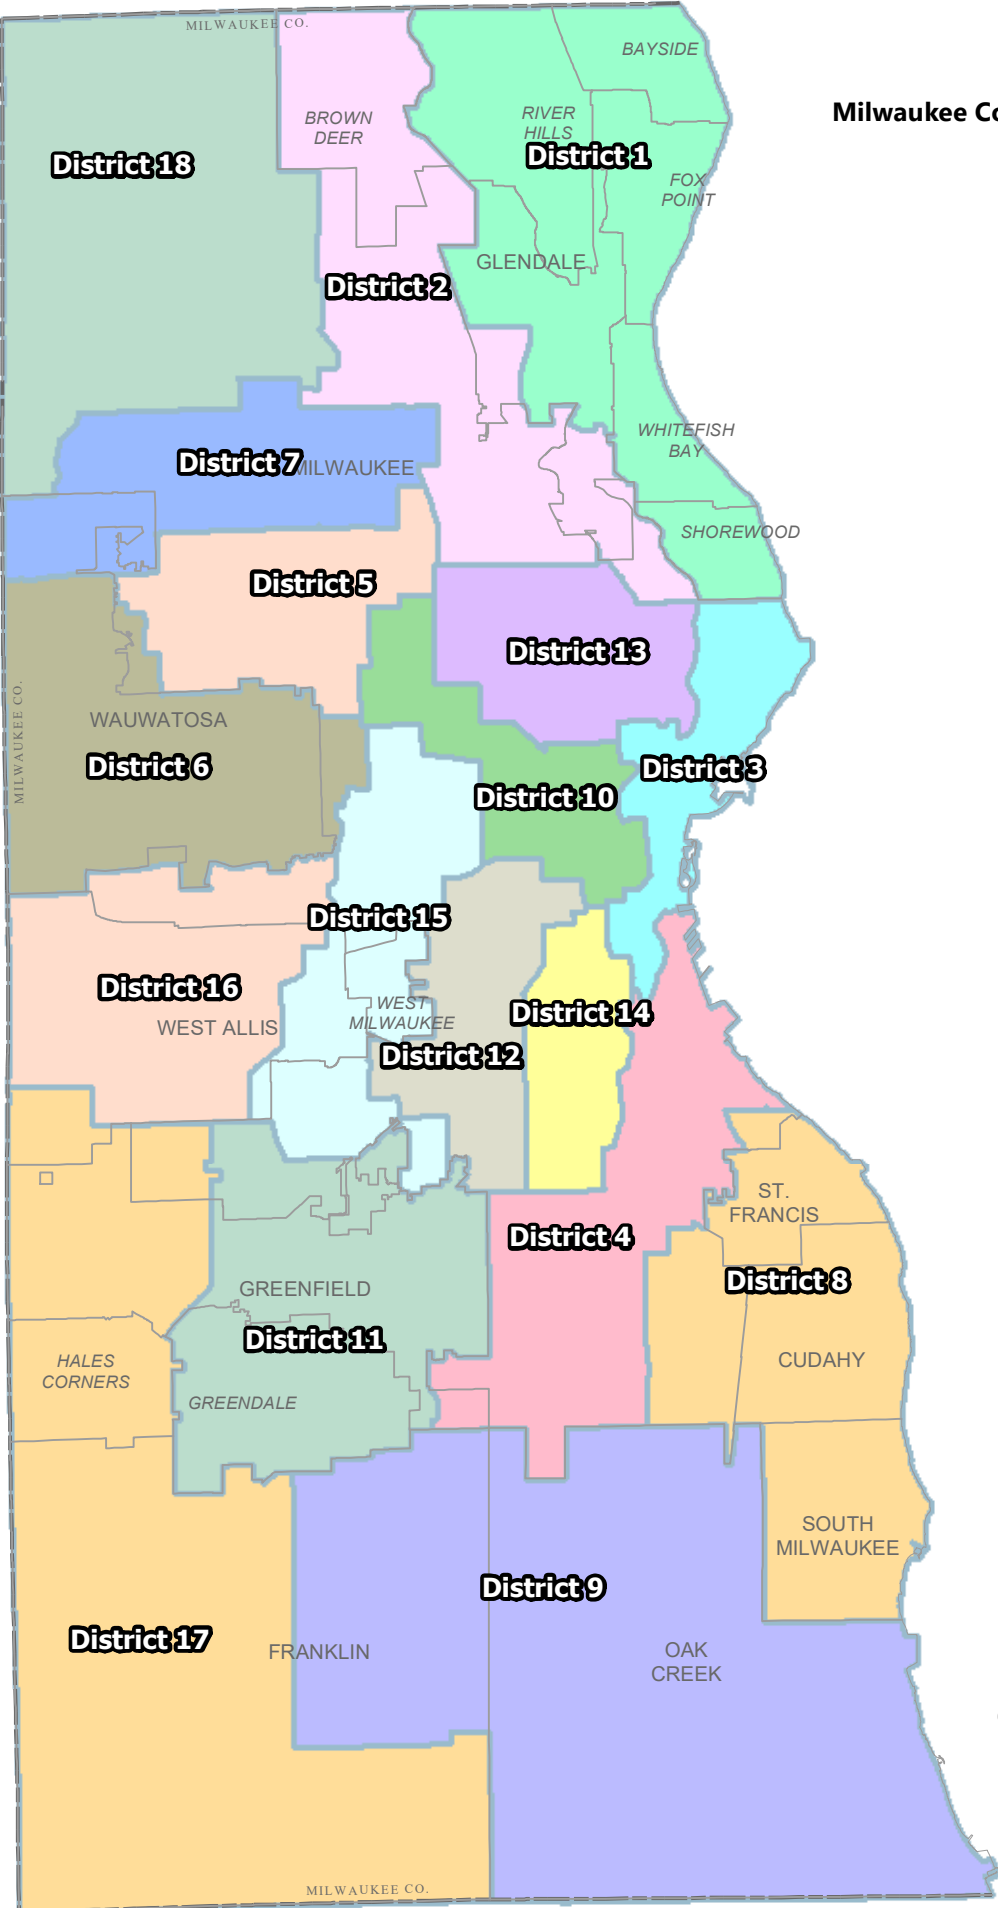 MILWAUKEE CO.
BAYSIDE
Milwaukee Co
BROWN
DEER
RIVER
HILLS
District 1
District 18
FOX
POINT
GLENDALE
District 2
WHITEFISH
BAY
District 7
MILWAUKEE
SHOREWOOD
District 5
District 13
MILWAUKEE CO.
WAUWATOSA
District 6
District 3
District 10
District 15
District 16
WEST ALLIS
WEST
MILWAUKEE
District 14
District 12
ST.
FRANCIS
District 4
District 8
GREENFIELD
District 11
HALES
CORNERS
CUDAHY
GREENDALE
SOUTH
MILWAUKEE
District 9
District 17
FRANKLIN
OAK
CREEK
MILWAUKEE CO.